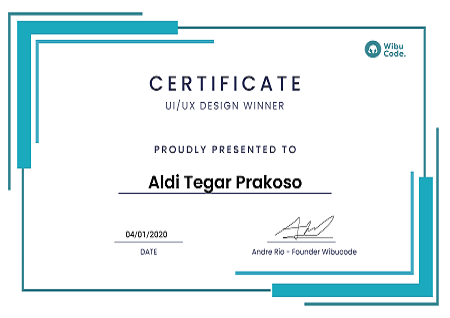 Wibu
Code.
CERTIFICATE
UI/UX DESIGN WINNER
PROUDLY PRESENTED TO
Aldi Tegar Prakoso
04/01/2020
DATE
Andre Rio - Founder Wibucode